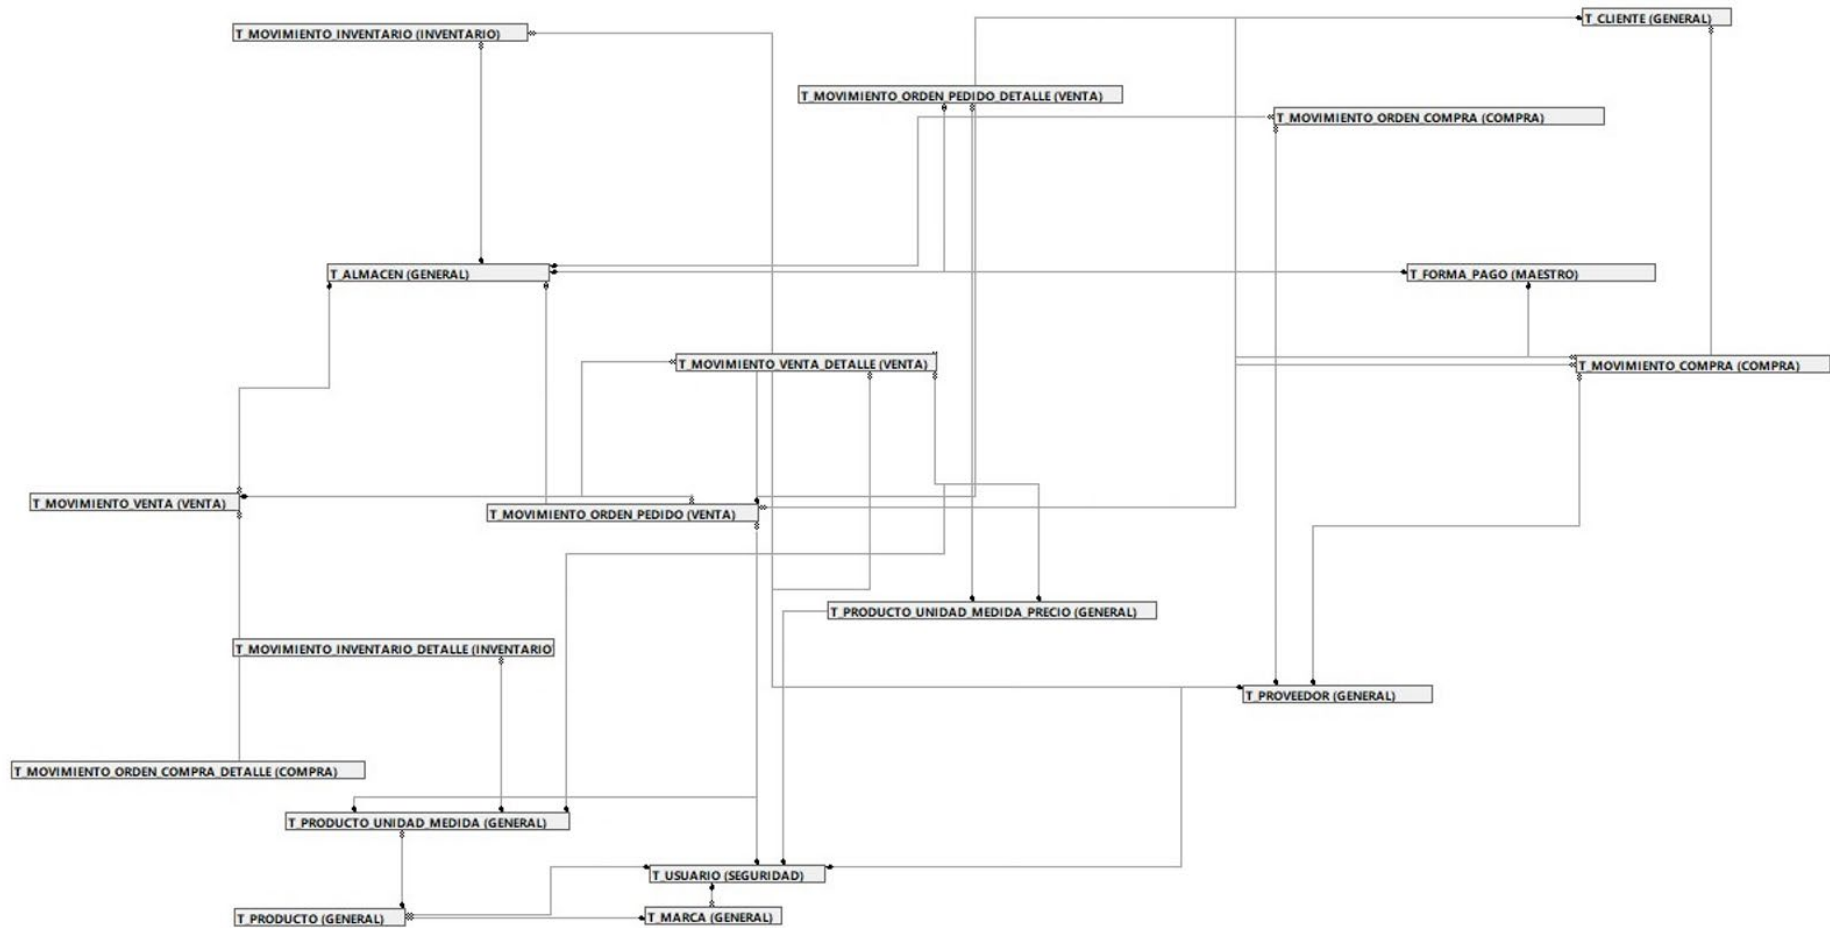 T_CLIENTE (GENERAL)
T_MOVIMIENTO_INVENTARIO (INVENTARIO)
T_MOVIMIENTO_ORDEN_PEDIDO_DETALLE (VENTA)
T_MOVIMIENTO_ORDEN_COMPRA (COMPRA)
T_ALMACEN (GENERAL)
T_FORMA_PAGO (MAESTRO)
T_MOVIMIENTO_VENTA_DETALLE (VENTA)
T_MOVIMIENTO_COMPRA (COMPRA)
T_MOVIMIENTO_VENTA (VENTA)
T_MOVIMIENTO_ORDEN_PEDIDO (VENTA)
T_PRODUCTO_UNIDAD_MEDIDA_PRECIO (GENERAL)
T_MOVIMIENTO_INVENTARIO_DETALLE (INVENTARIO
T_PROVEEDOR (GENERAL)
T_MOVIMIENTO_ORDEN_COMPRA_DETALLE (COMPRA)
T_PRODUCTO_UNIDAD_MEDIDA (GENERAL)
T_USUARIO (SEGURIDAD)
T_PRODUCTO (GENERAL)
T_MARCA (GENERAL)